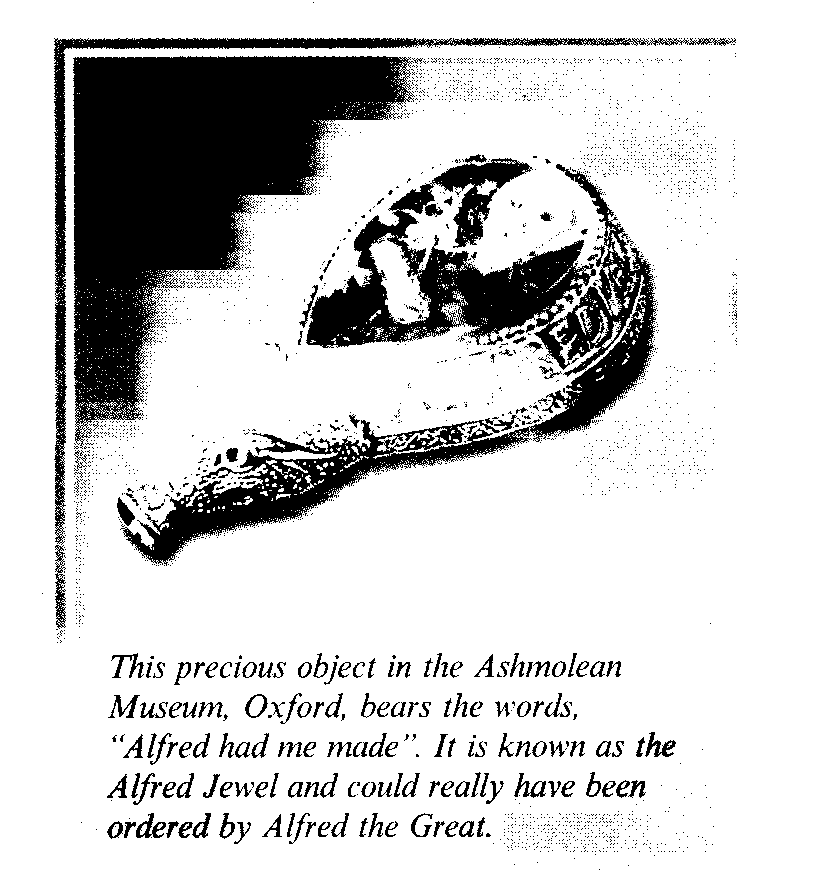 This precious object in the Ashmolean
Museum, Oxford, bears the words,
“Alfred had me made”. It is known as the
Alfred Jewel and could really have been
ordered by Alfred the Great.